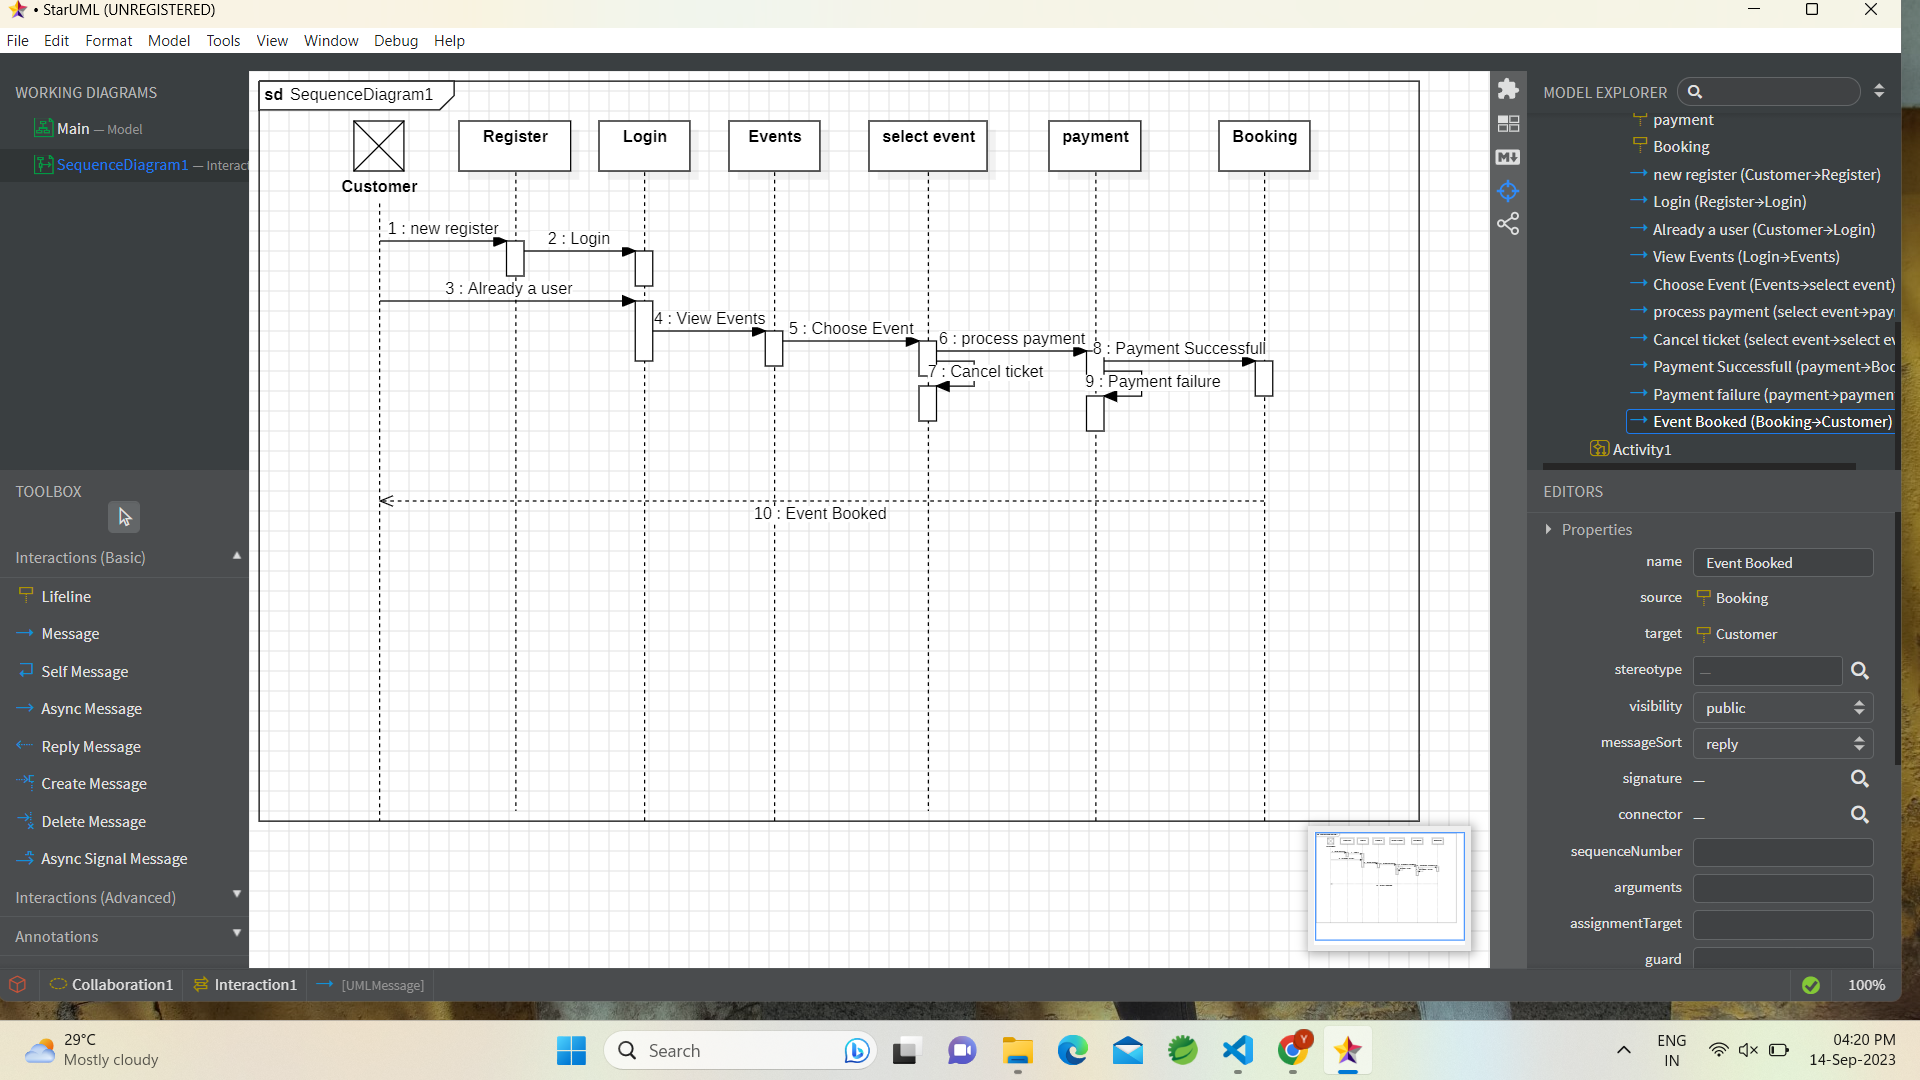 • StarUML (UNREGISTERED)
File Edit Format Model Tools View Window Debug Help
WORKING DIAGRAMS
Main — Model
SequenceDiagram1 — Interact
TOOLBOX
Interactions (Basic)
Lifeline
Message
Self Message
Async Message
Reply Message
Create Message
Delete Message
Async Signal Message
Interactions (Advanced)
Annotations
sd SequenceDiagram1
Customer
Register
Login
Events
select event
payment
Booking
1 : new register
2 : Login
3 : Already a user
4 : View Events
5 : Choose Event
6 : process payment
8 : Payment Successfull
7 : Cancel ticket
9 : Payment failure
10 : Event Booked
MODEL EXPLORER
payment
Booking
new register (Customer→Register)
Login (Register→Login)
Already a user (Customer→Login)
View Events (Login→Events)
Choose Event (Events→select event)
process payment (select event→pay
Cancel ticket (select event→select ev
Payment Successfull (payment→Boo
Payment failure (payment→paymen
Event Booked (Booking→Customer)
Activity1
EDITORS
Properties
name Event Booked
source Booking
target Customer
stereotype —
visibility public
messageSort reply
signature —
connector —
sequenceNumber
arguments
assignmentTarget
guard
Collaboration1 Interaction1 [UMLMessage]
100%
29°C
Mostly cloudy
Search
Y
ENG
IN
04:20 PM
14-Sep-2023